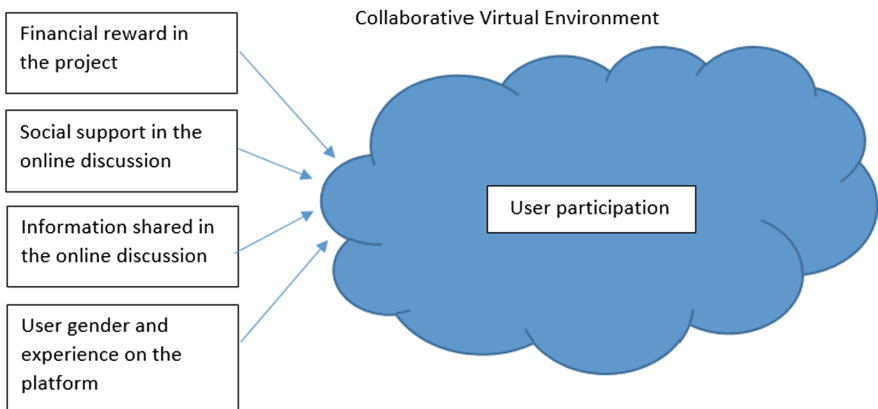 Collaborative Virtual Environment
Financial reward in
the project
Social support in the
online discussion
Information shared in
the online discussion
User gender and
experience on the
platform
User participation